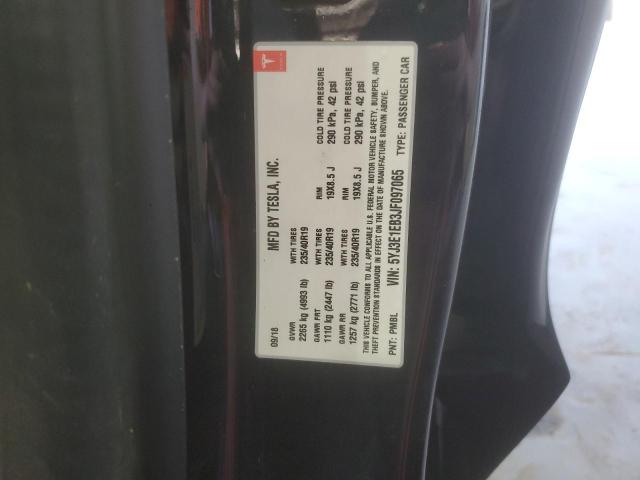 09/18 MFD BY TESLA, INC.
GVWR WITH TIRES
2265 kg (4993 lb) 235/40R19
GAWR FRT WITH TIRES RIM COLD TIRE PRESSURE
1110 kg (2447 lb) 235/40R19 19X8.5 J 290 kPa, 42 psi
GAWR RR WITH TIRES RIM COLD TIRE PRESSURE
1257 kg (2771 lb) 235/40R19 19X8.5 J 290 kPa, 42 psi
THIS VEHICLE CONFORMS TO ALL APPLICABLE U.S. FEDERAL MOTOR VEHICLE SAFETY, BUMPER, AND
THEFT PREVENTION STANDARDS IN EFFECT ON THE DATE OF MANUFACTURE SHOWN ABOVE.
PNT: PMBL VIN: 5YJ3E1EB3JF097065 TYPE: PASSENGER CAR